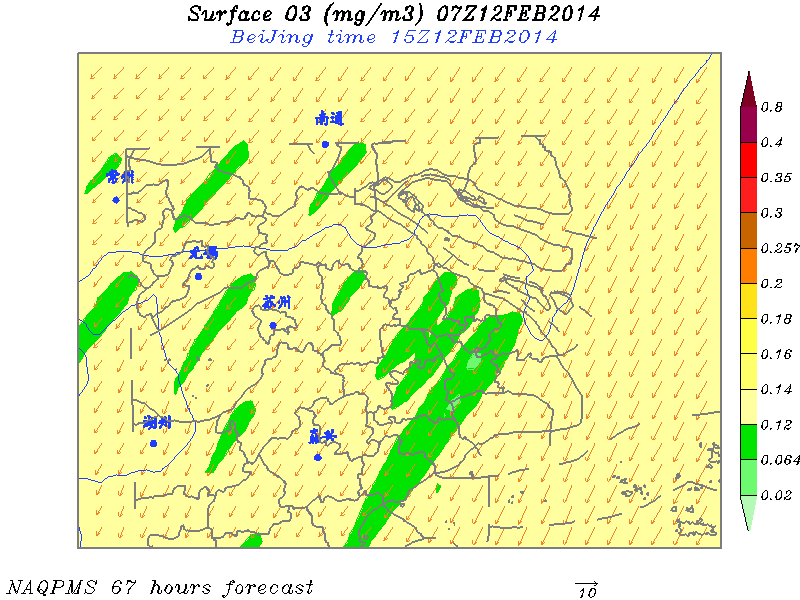 Surface O3 (mg/m3) 07Z12FEB2014
BeiJing time 15Z12FEB2014
南通
常州
无锡
苏州
湖州
嘉兴
0.8
0.4
0.35
0.3
0.257
0.2
0.18
0.16
0.14
0.12
0.064
0.02
NAQPMS 67 hours forecast
10